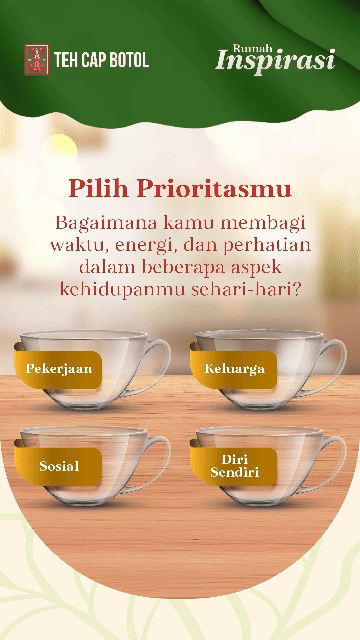 TEH CAP BOTOL
Rumah
Inspirasi
Pilih Prioritasmu
Bagaimana kamu membagi
waktu, energi, dan perhatian
dalam beberapa aspek
kehidupanmu sehari-hari?
Pekerjaan
Keluarga
Sosial
Diri
Sendiri